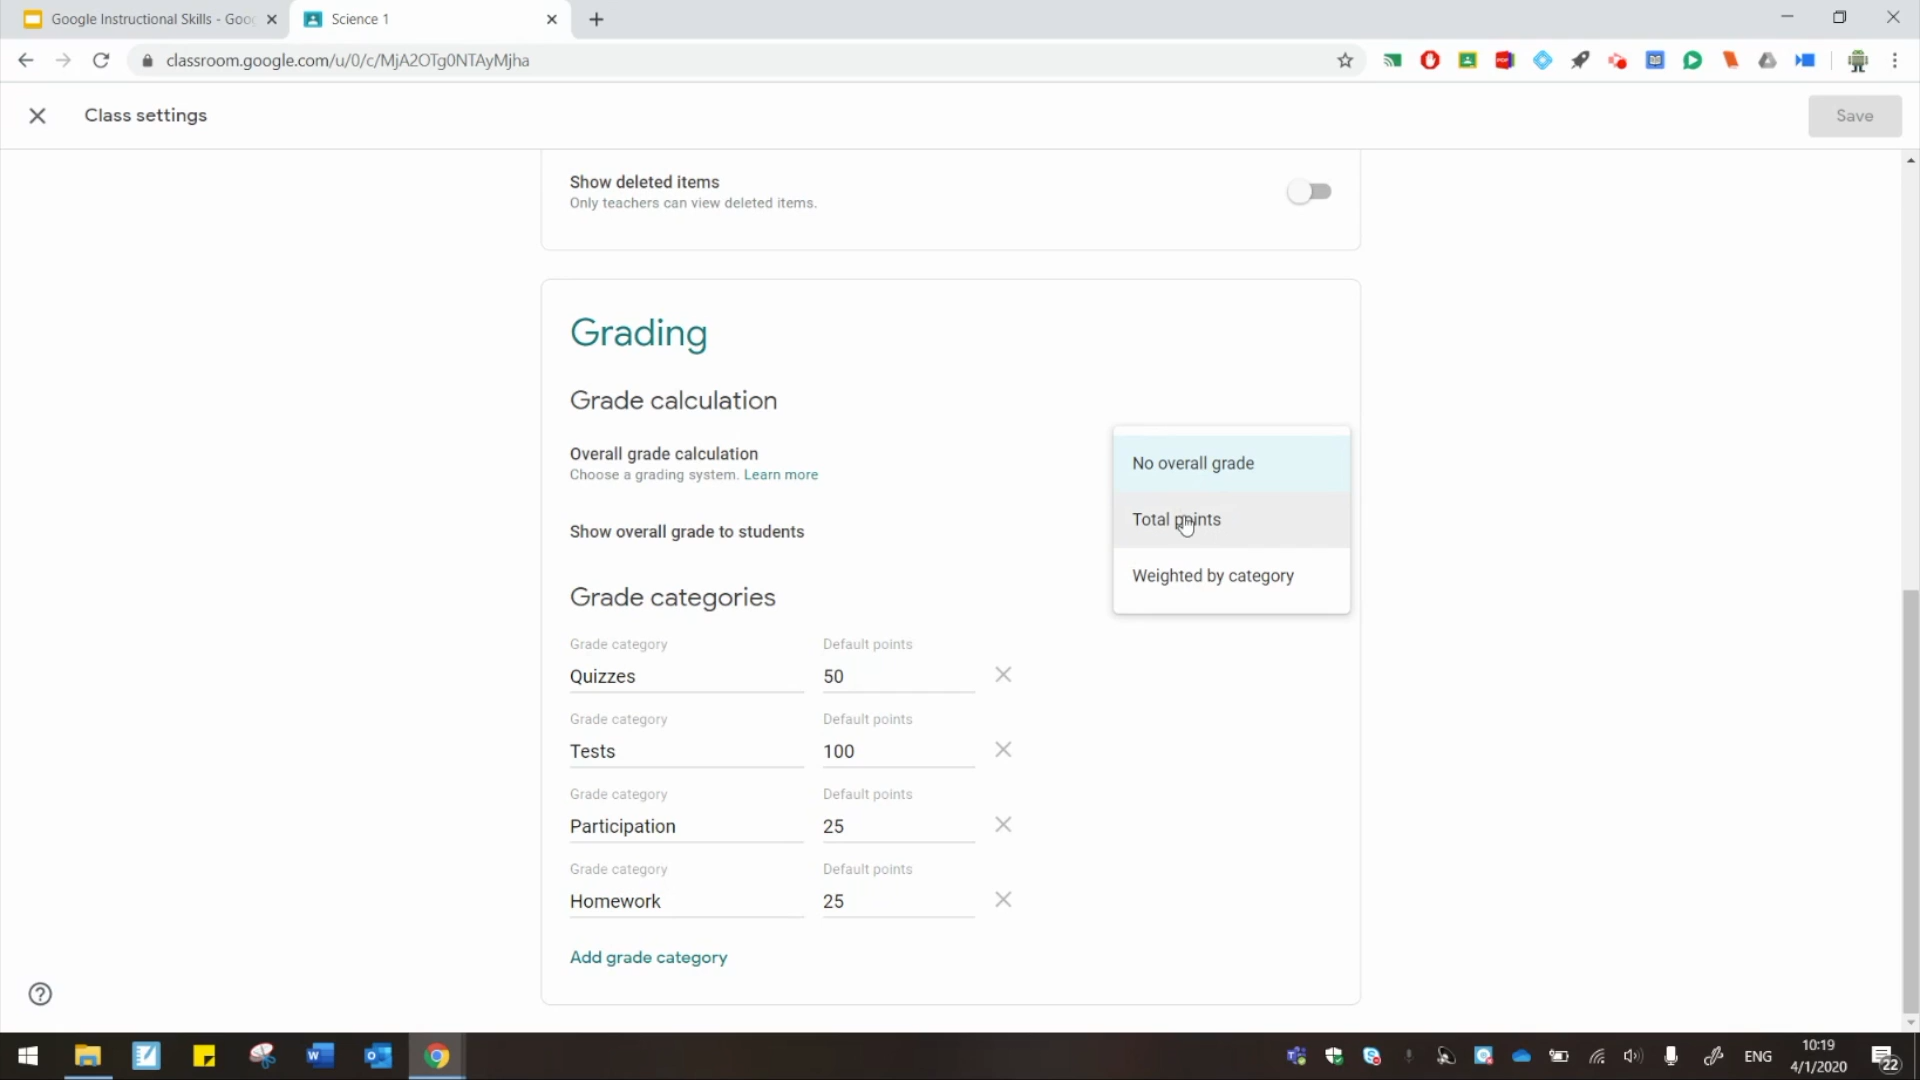 Google Instructional Skills - Goo
Science 1
classroom.google.com/u/0/c/MjA2OTg0NTAyMjha
Class settings
Save
Show deleted items
Only teachers can view deleted items.
Grading
Grade calculation
Overall grade calculation
Choose a grading system. Learn more
No overall grade
Total points
Show overall grade to students
Weighted by category
Grade categories
Grade category Default points
Quizzes 50
Grade category Default points
Tests 100
Grade category Default points
Participation 25
Grade category Default points
Homework 25
Add grade category
ENG
10:19
4/1/2020
22